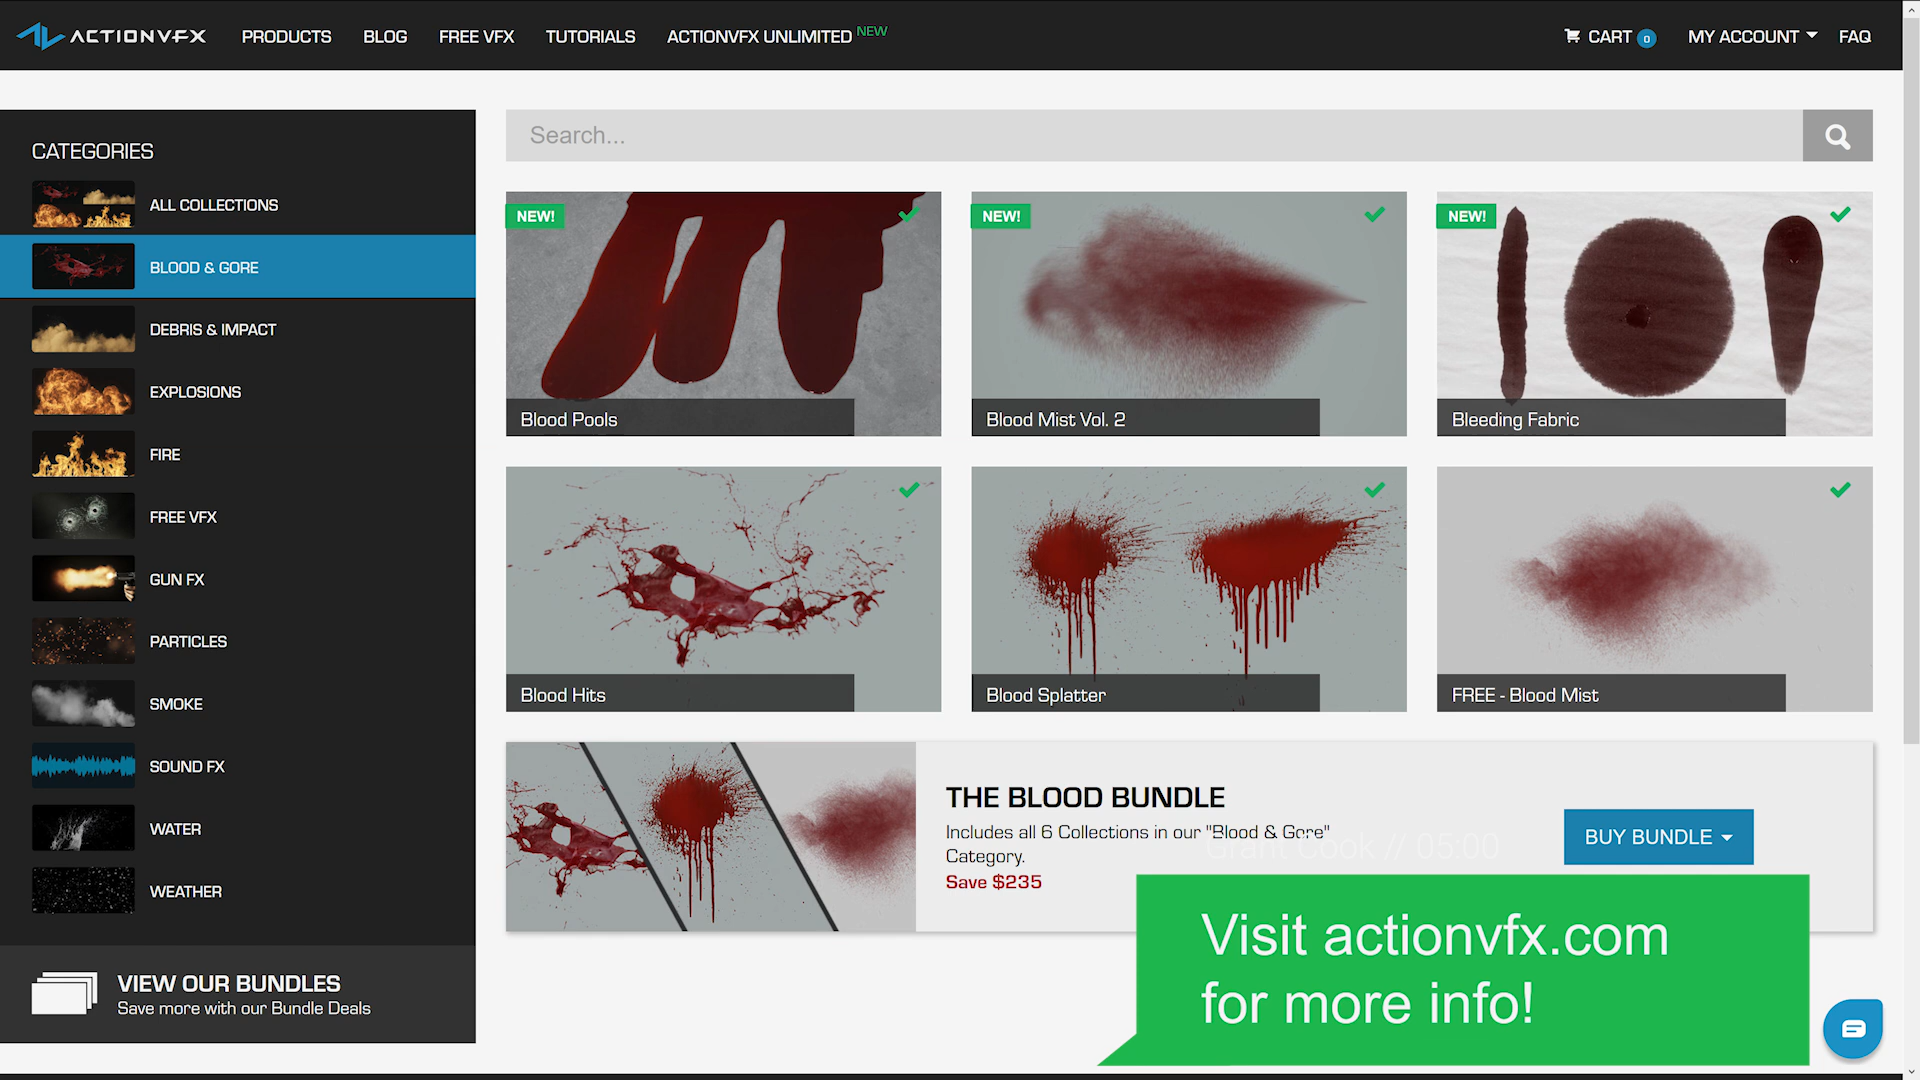 ACTIONVFX PRODUCTS BLOG FREE VFX TUTORIALS ACTIONVFX UNLIMITED NEW CART 0 MY ACCOUNT FAQ
CATEGORIES
ALL COLLECTIONS
BLOOD & GORE
DEBRIS & IMPACT
EXPLOSIONS
FIRE
FREE VFX
GUN FX
PARTICLES
SMOKE
SOUND FX
WATER
WEATHER
VIEW OUR BUNDLES
Save more with our Bundle Deals
Search...
NEW!
Blood Pools
NEW!
Blood Mist Vol. 2
NEW!
Bleeding Fabric
Blood Hits
Blood Splatter
FREE - Blood Mist
THE BLOOD BUNDLE
Includes all 6 Collections in our "Blood & Gore"
Category.
Save $235
BUY BUNDLE
Grant Cook // 05:00
Visit actionvfx.com
for more info!